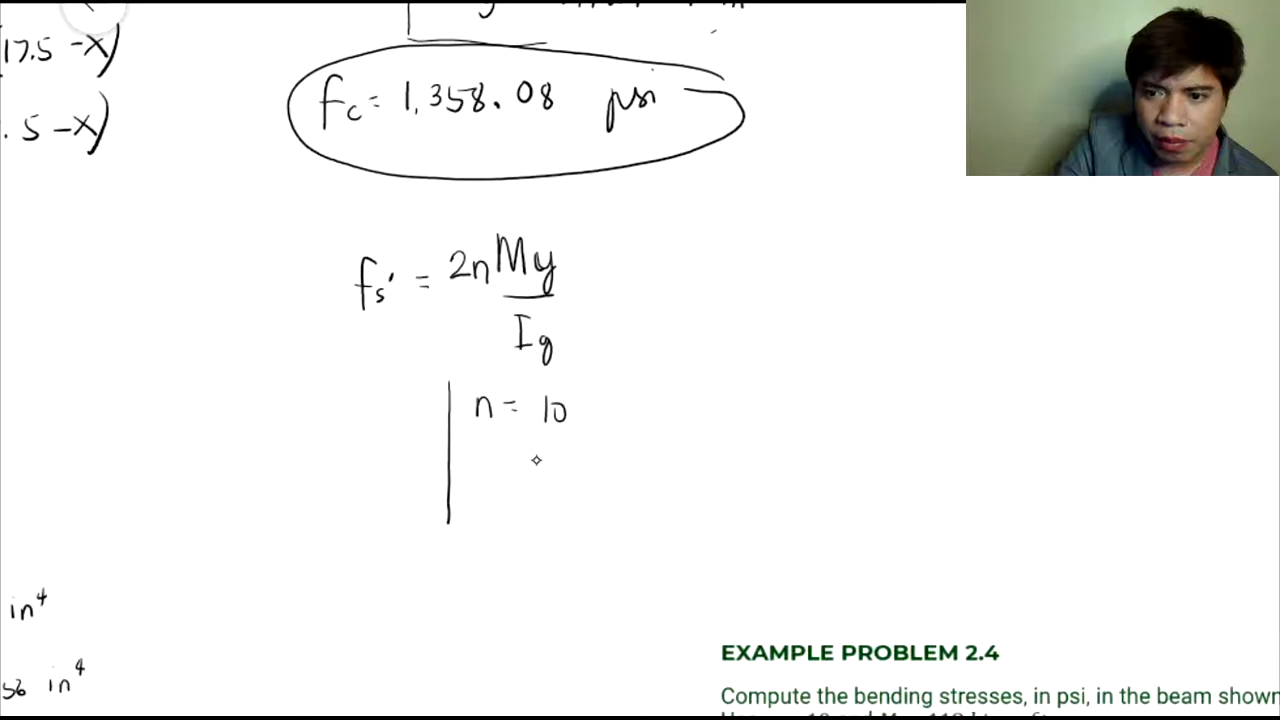 17.5 -x)
.5 -x)
fc = 1,358.08 psi
fs' = 2n My
Ig
n = 10
in⁴
56 in⁴
EXAMPLE PROBLEM 2.4
Compute the bending stresses, in psi, in the beam shown